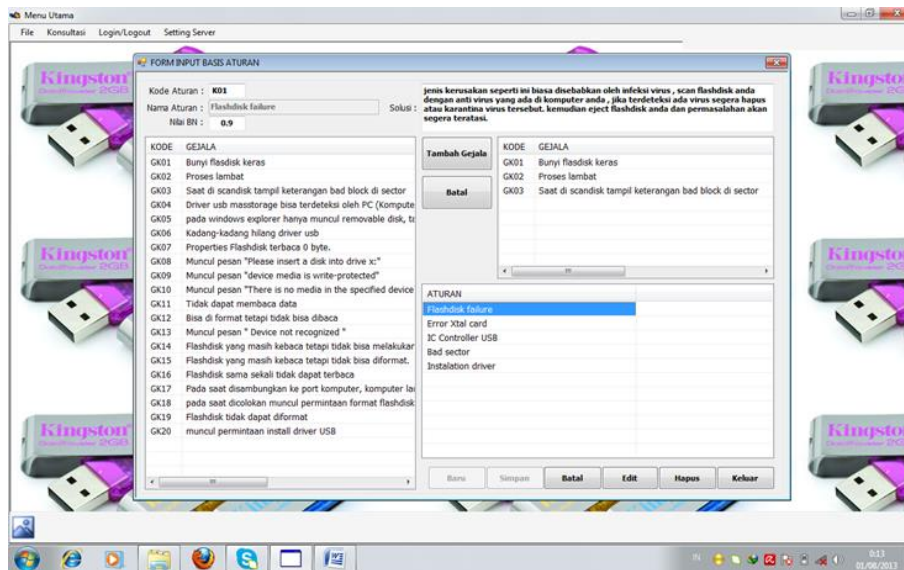 Menu Utama
File Konsultasi Login/Logout Setting Server
FORM INPUT BASIS ATURAN
Kode Aturan : K01
Nama Aturan : Flashdisk failure
Nilai BN : 0.9
Solusi :
jenis kerusakan seperti ini biasa disebabkan oleh infeksi virus , scan flashdisk anda
dengan anti virus yang ada di komputer anda , jika terdeteksi ada virus segera hapus
atau karantina virus tersebut. kemudian eject flashdisk anda dan permasalahan akan
segera teratasi.
KODE GEJALA
GK01 Bunyi flasdisk keras
GK02 Proses lambat
GK03 Saat di scandisk tampil keterangan bad block di sector
GK04 Driver usb masstorage bisa terdeteksi oleh PC (Kompute
GK05 pada windows explorer hanya muncul removable disk, ta
GK06 Kadang-kadang hilang driver usb
GK07 Properties Flashdisk terbaca 0 byte.
GK08 Muncul pesan "Please insert a disk into drive x:"
GK09 Muncul pesan "device media is write-protected"
GK10 Muncul pesan "There is no media in the specified device
GK11 Tidak dapat membaca data
GK12 Bisa di format tetapi tidak bisa dibaca
GK13 Muncul pesan " Device not recognized "
GK14 Flashdisk yang masih kebaca tetapi tidak bisa melakukar
GK15 Flashdisk yang masih kebaca tetapi tidak bisa diformat.
GK16 Flashdisk sama sekali tidak dapat terbaca
GK17 Pada saat disambungkan ke port komputer, komputer lar
GK18 pada saat dicolokan muncul permintaan format flashdisk
GK19 Flashdisk tidak dapat diformat
GK20 muncul permintaan install driver USB
Tambah Gejala
Batal
KODE GEJALA
GK01 Bunyi flasdisk keras
GK02 Proses lambat
GK03 Saat di scandisk tampil keterangan bad block di sector
ATURAN
Flashdisk failure
Error Xtal card
IC Controller USB
Bad sector
Instalation driver
Baru Simpan Batal Edit Hapus Keluar
Kingston
Kingston
Kingston
Kingston
Kingston
Kingston
IN
0:13
01/08/2013